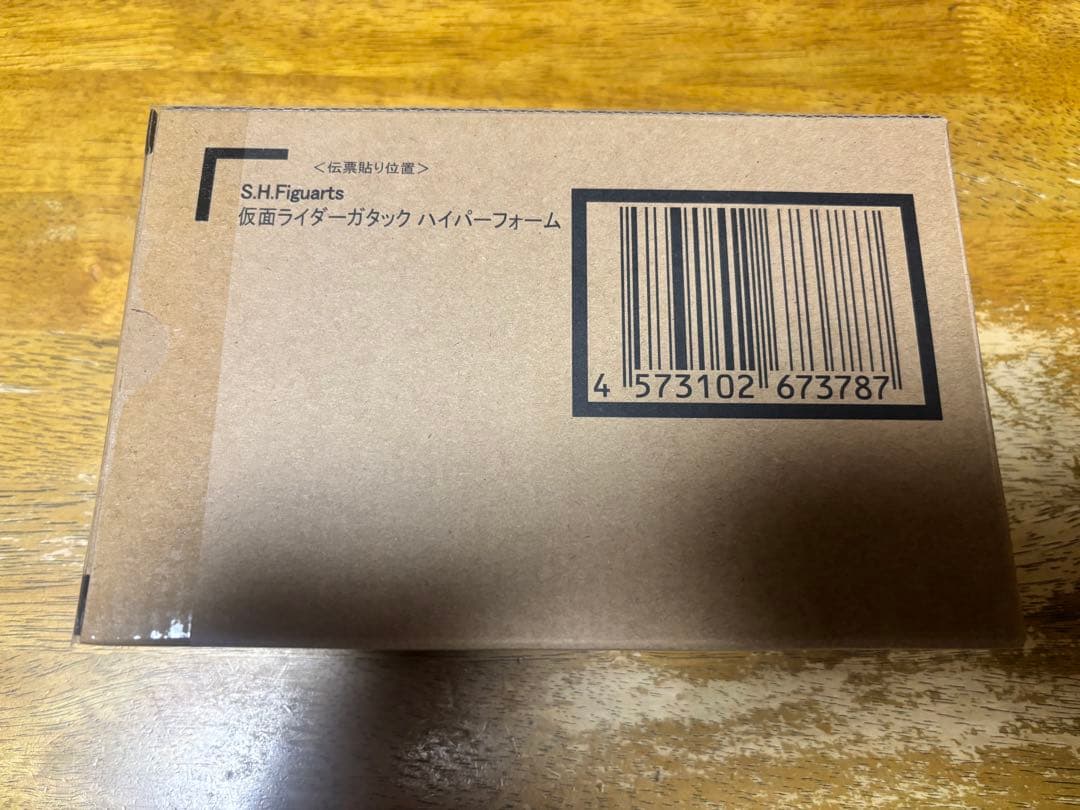 ＜伝票貼り位置＞
S.H.Figuarts
仮面ライダーガタック ハイパーフォーム
4 573102 673787